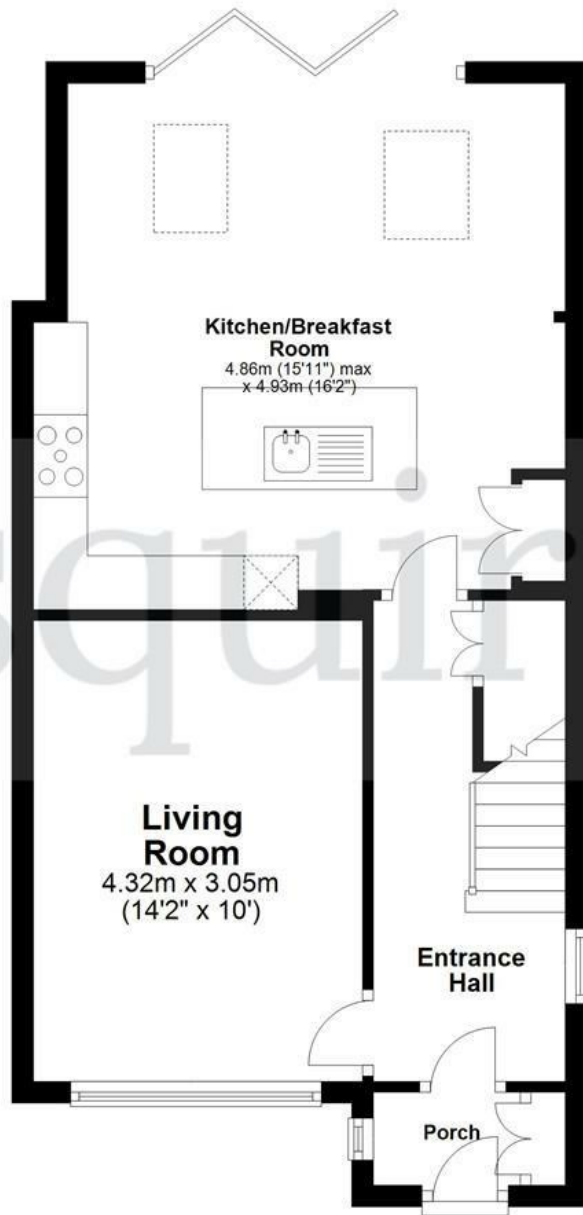 Kitchen/Breakfast
Room
4.86m (15'11") max
x 4.93m (16'2")
squir
Living
Room
4.32m x 3.05m
(14'2" x 10')
Entrance
Hall
Porch